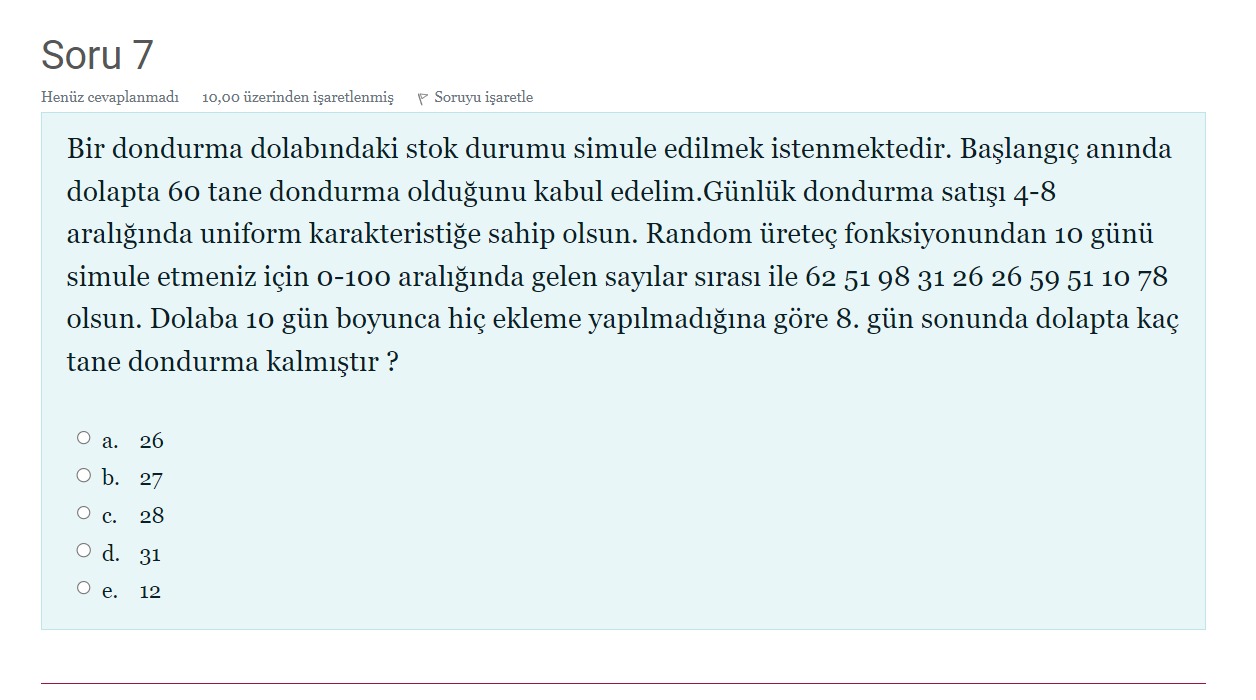 Soru 7
Henüz cevaplanmadı 10,00 üzerinden işaretlenmiş Soruyu işaretle
Bir dondurma dolabındaki stok durumu simule edilmek istenmektedir. Başlangıç anında
dolapta 60 tane dondurma olduğunu kabul edelim.Günlük dondurma satışı 4-8
aralığında uniform karakteristiğe sahip olsun. Random üreteç fonksiyonundan 10 günü
simule etmeniz için 0-100 aralığında gelen sayılar sırası ile 62 51 98 31 26 26 59 51 10 78
olsun. Dolaba 10 gün boyunca hiç ekleme yapılmadığına göre 8. gün sonunda dolapta kaç
tane dondurma kalmıştır ?
a. 26
b. 27
c. 28
d. 31
e. 12